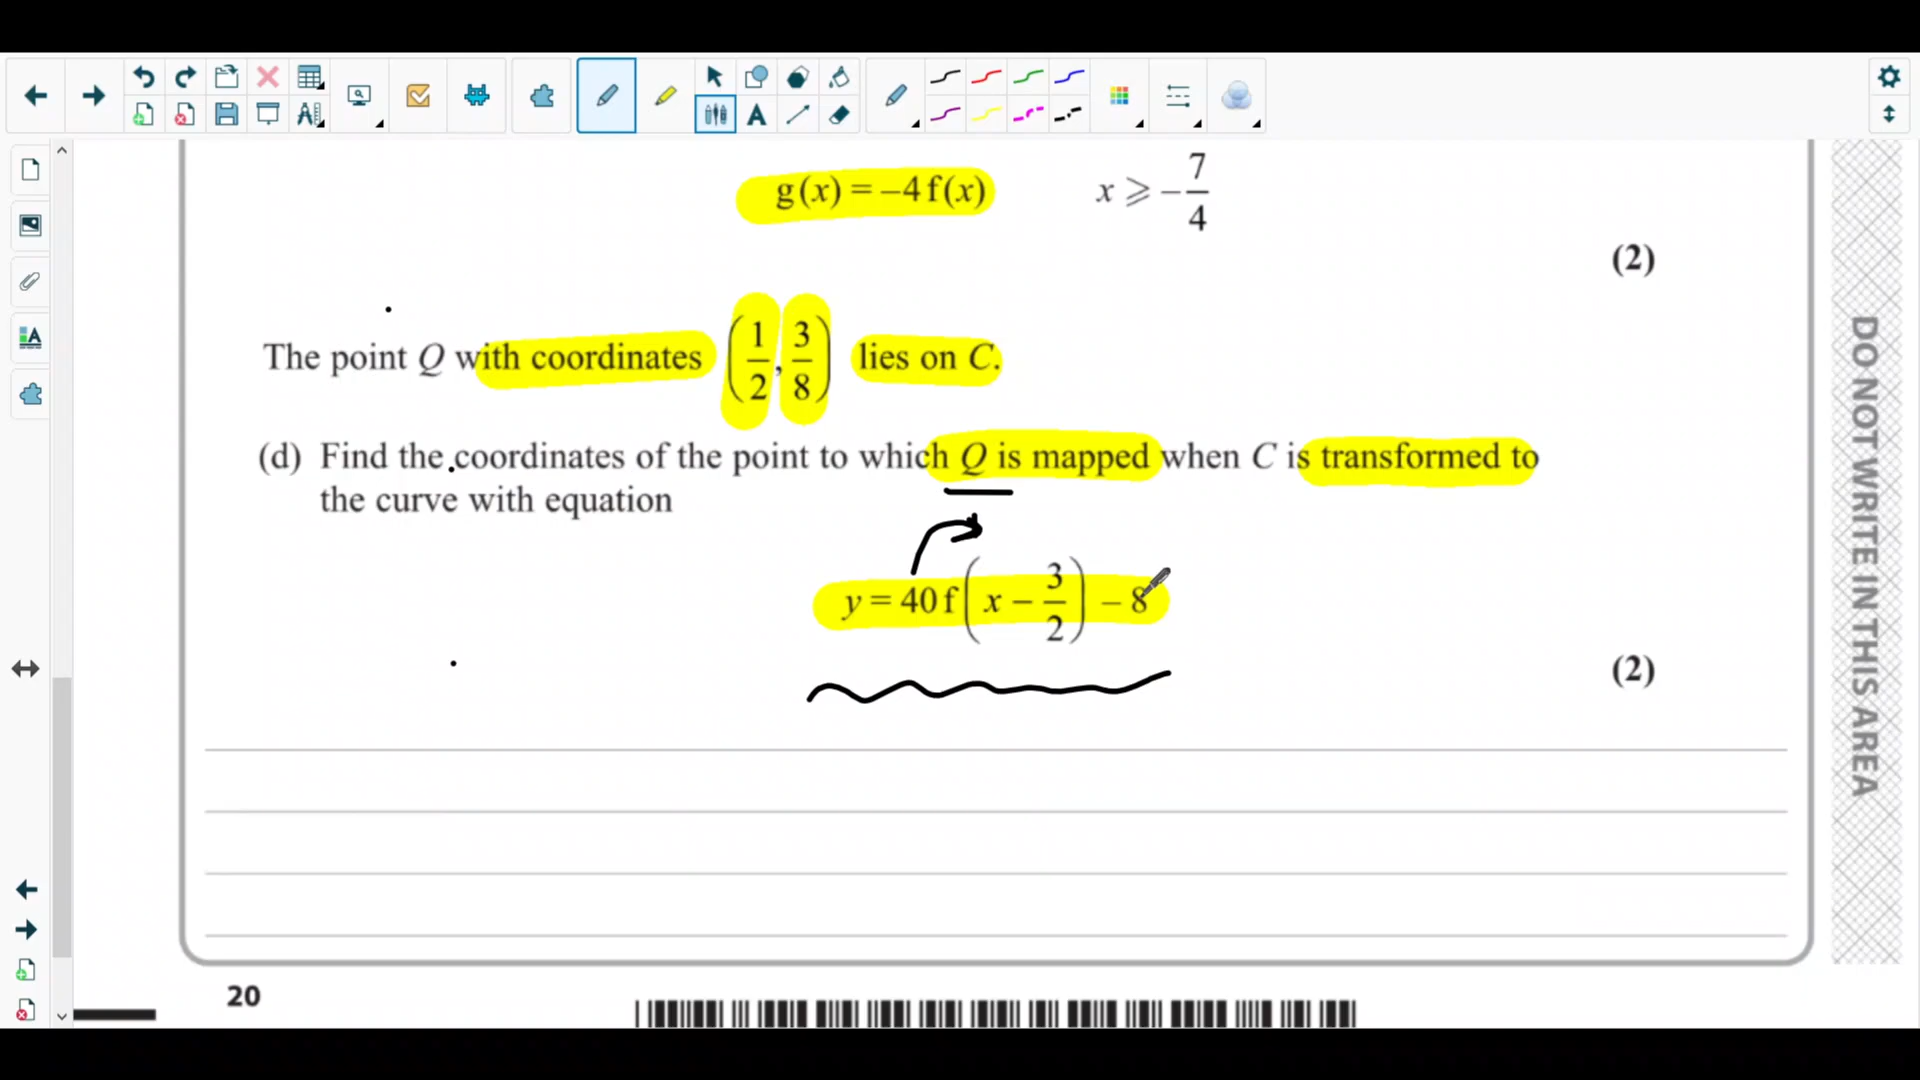 g(x) = –4f(x) x ⩾ –7/4
(2)
The point Q with coordinates (1/2, 3/8) lies on C.
(d) Find the coordinates of the point to which Q is mapped when C is transformed to
the curve with equation
y = 40f(x – 3/2) – 8
(2)
20
DO NOT WRITE IN THIS AREA